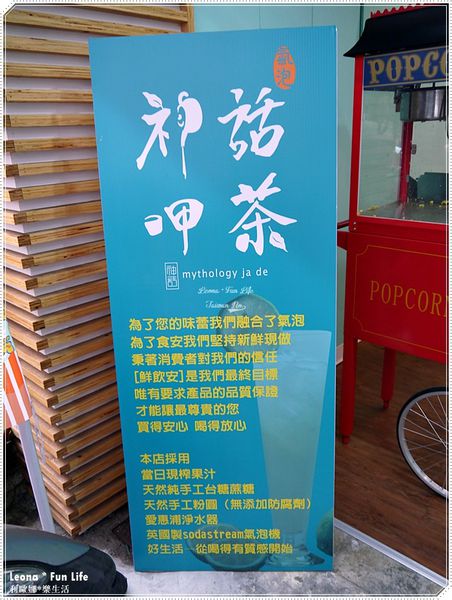 氣泡
神話
呷茶
神話 mythology ja de
Leona * Fun Life
為了您的味蕾我們融合了氣泡
為了食安我們堅持新鮮現做
秉著消費者對我們的信任
[鮮飲安]是我們最終目標
唯有要求產品的品質保證
才能讓最尊貴的您
買得安心 喝得放心
本店採用
當日現榨果汁
天然純手工台糖蔗糖
天然手工粉圓（無添加防腐劑）
愛惠浦淨水器
英國製sodastream氣泡機
好生活—從喝得有質感開始
POPCO
POPCORN
Leona * Fun Life
利歐娜*樂生活